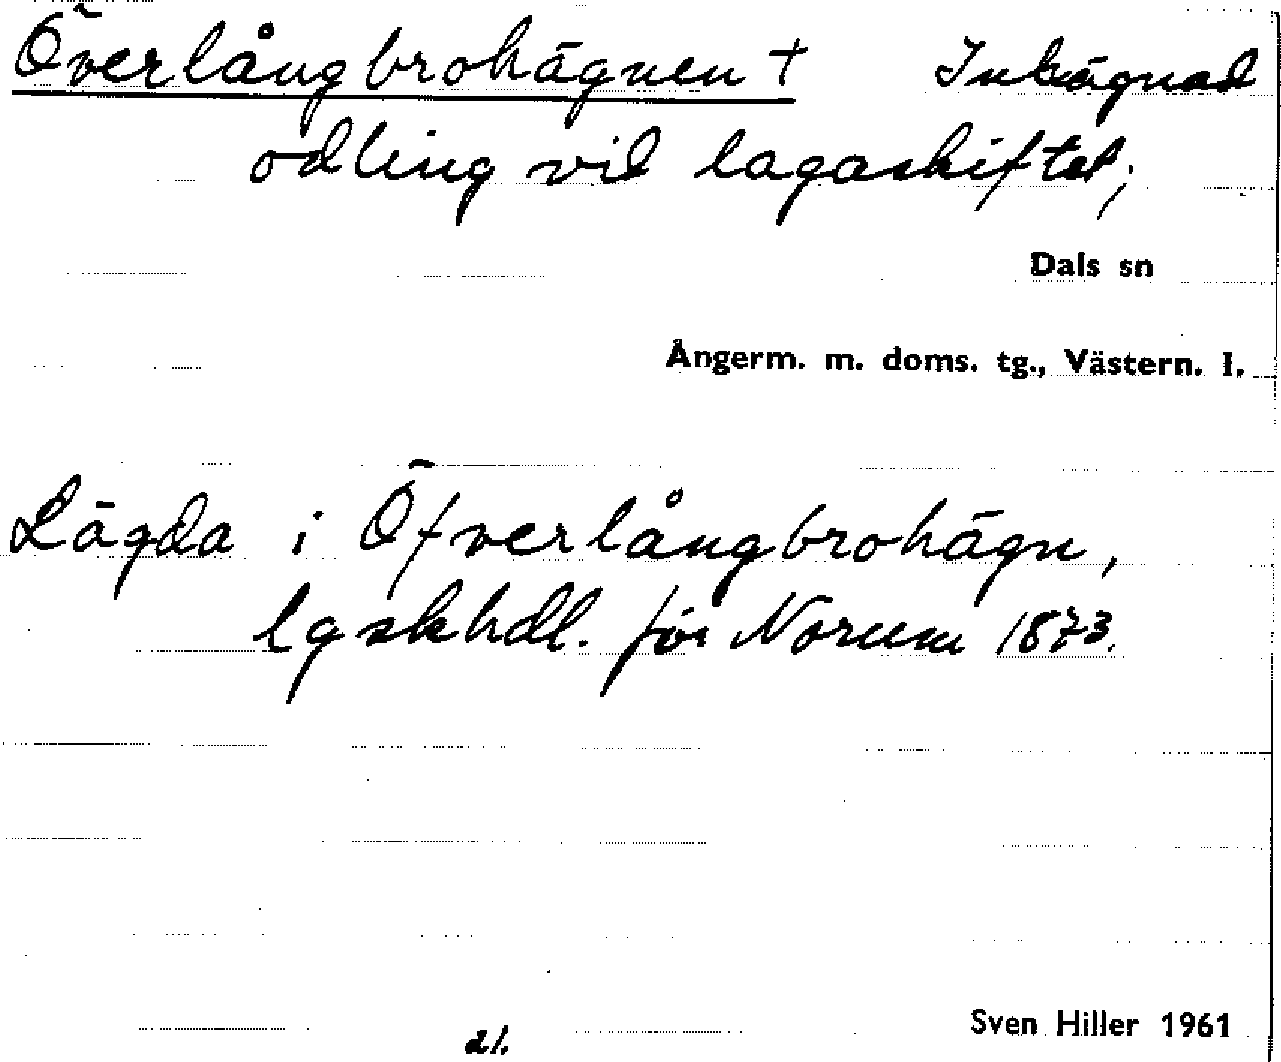 Överlångbrohägnen † Inhägnad
odling vid lagaskiftet;
Dals sn
Ångerm. m. doms. tg., Västern. l.
Lägda i Öfverlångbrohägn,
lgskhdl. för Norum 1873.
Sven Hiller 1961